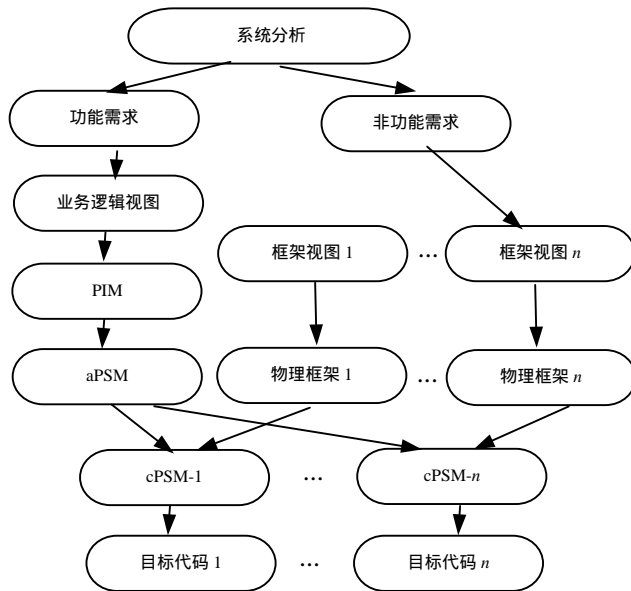 系统分析
功能需求
非功能需求
业务逻辑视图
框架视图 1
…
框架视图 n
PIM
aPSM
物理框架 1
…
物理框架 n
cPSM-1
…
cPSM-n
目标代码 1
…
目标代码 n